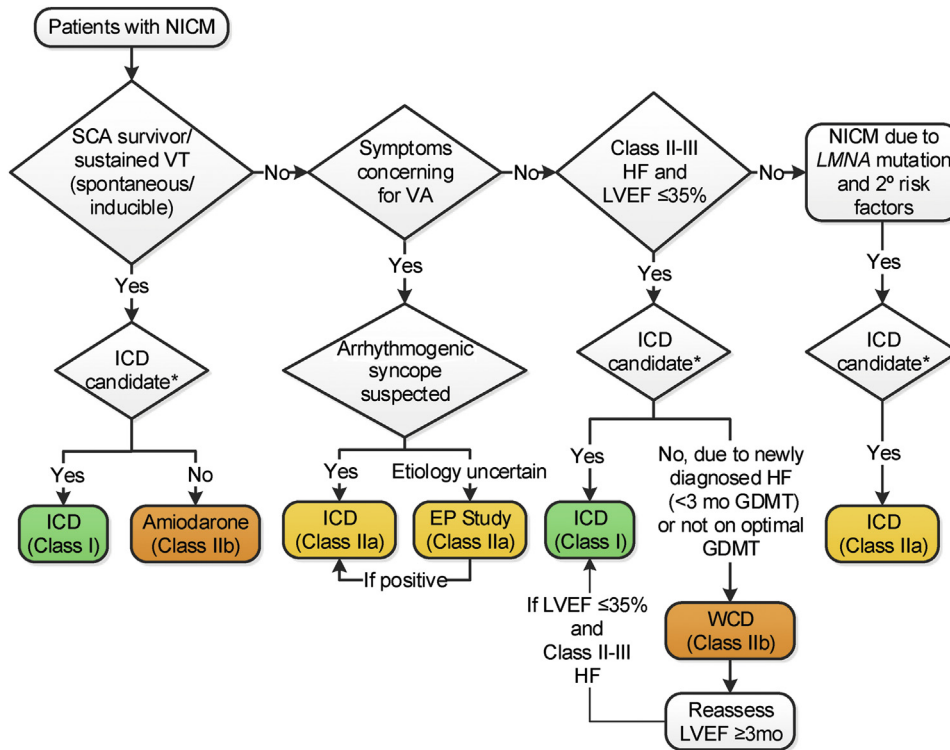 Patients with NICM
SCA survivor/
sustained VT
(spontaneous/
inducible)
No
Symptoms
concerning
for VA
No
Class II-III
HF and
LVEF ≤35%
No
NICM due to
LMNA mutation
and 2º risk
factors
Yes
Yes
Yes
Yes
ICD
candidate*
Arrhythmogenic
syncope
suspected
ICD
candidate*
ICD
candidate*
Yes
No
Yes
Etiology uncertain
Yes
No, due to newly
diagnosed HF
(<3 mo GDMT)
or not on optimal
GDMT
Yes
ICD
(Class I)
Amiodarone
(Class IIb)
ICD
(Class IIa)
EP Study
(Class IIa)
If positive
ICD
(Class I)
ICD
(Class IIa)
If LVEF ≤35%
and
Class II-III
HF
WCD
(Class IIb)
Reassess
LVEF ≥3mo